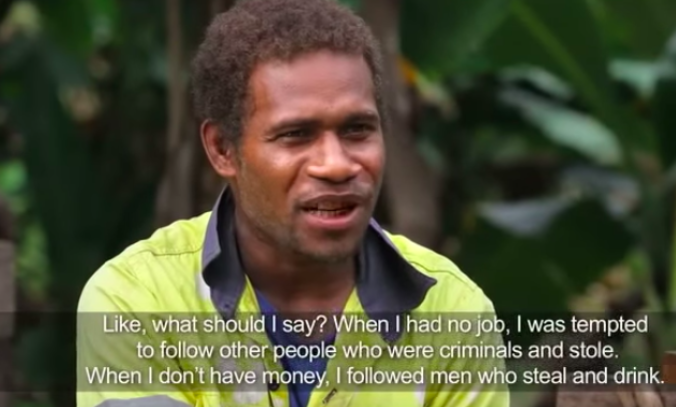 Like, what should I say? When I had no job, I was tempted
to follow other people who were criminals and stole.
When I don't have money, I followed men who steal and drink.